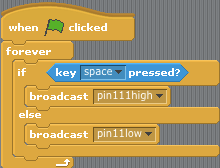 when clicked
forever
if key space pressed?
broadcast pin111high
else
broadcast pin11low